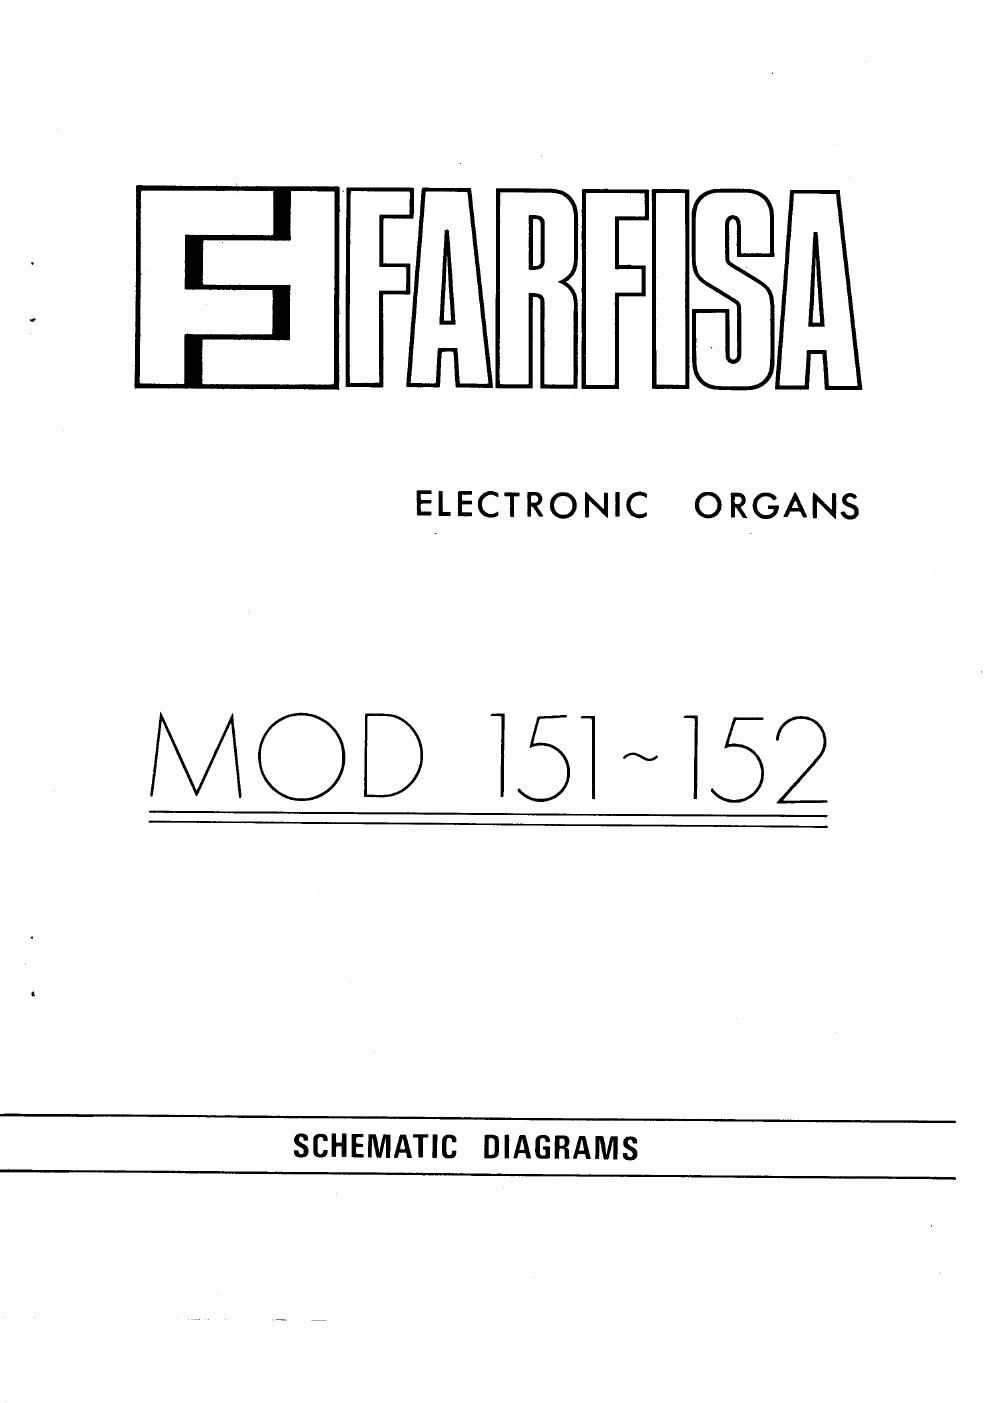 FARFISA
ELECTRONIC ORGANS
MOD 151~152
SCHEMATIC DIAGRAMS